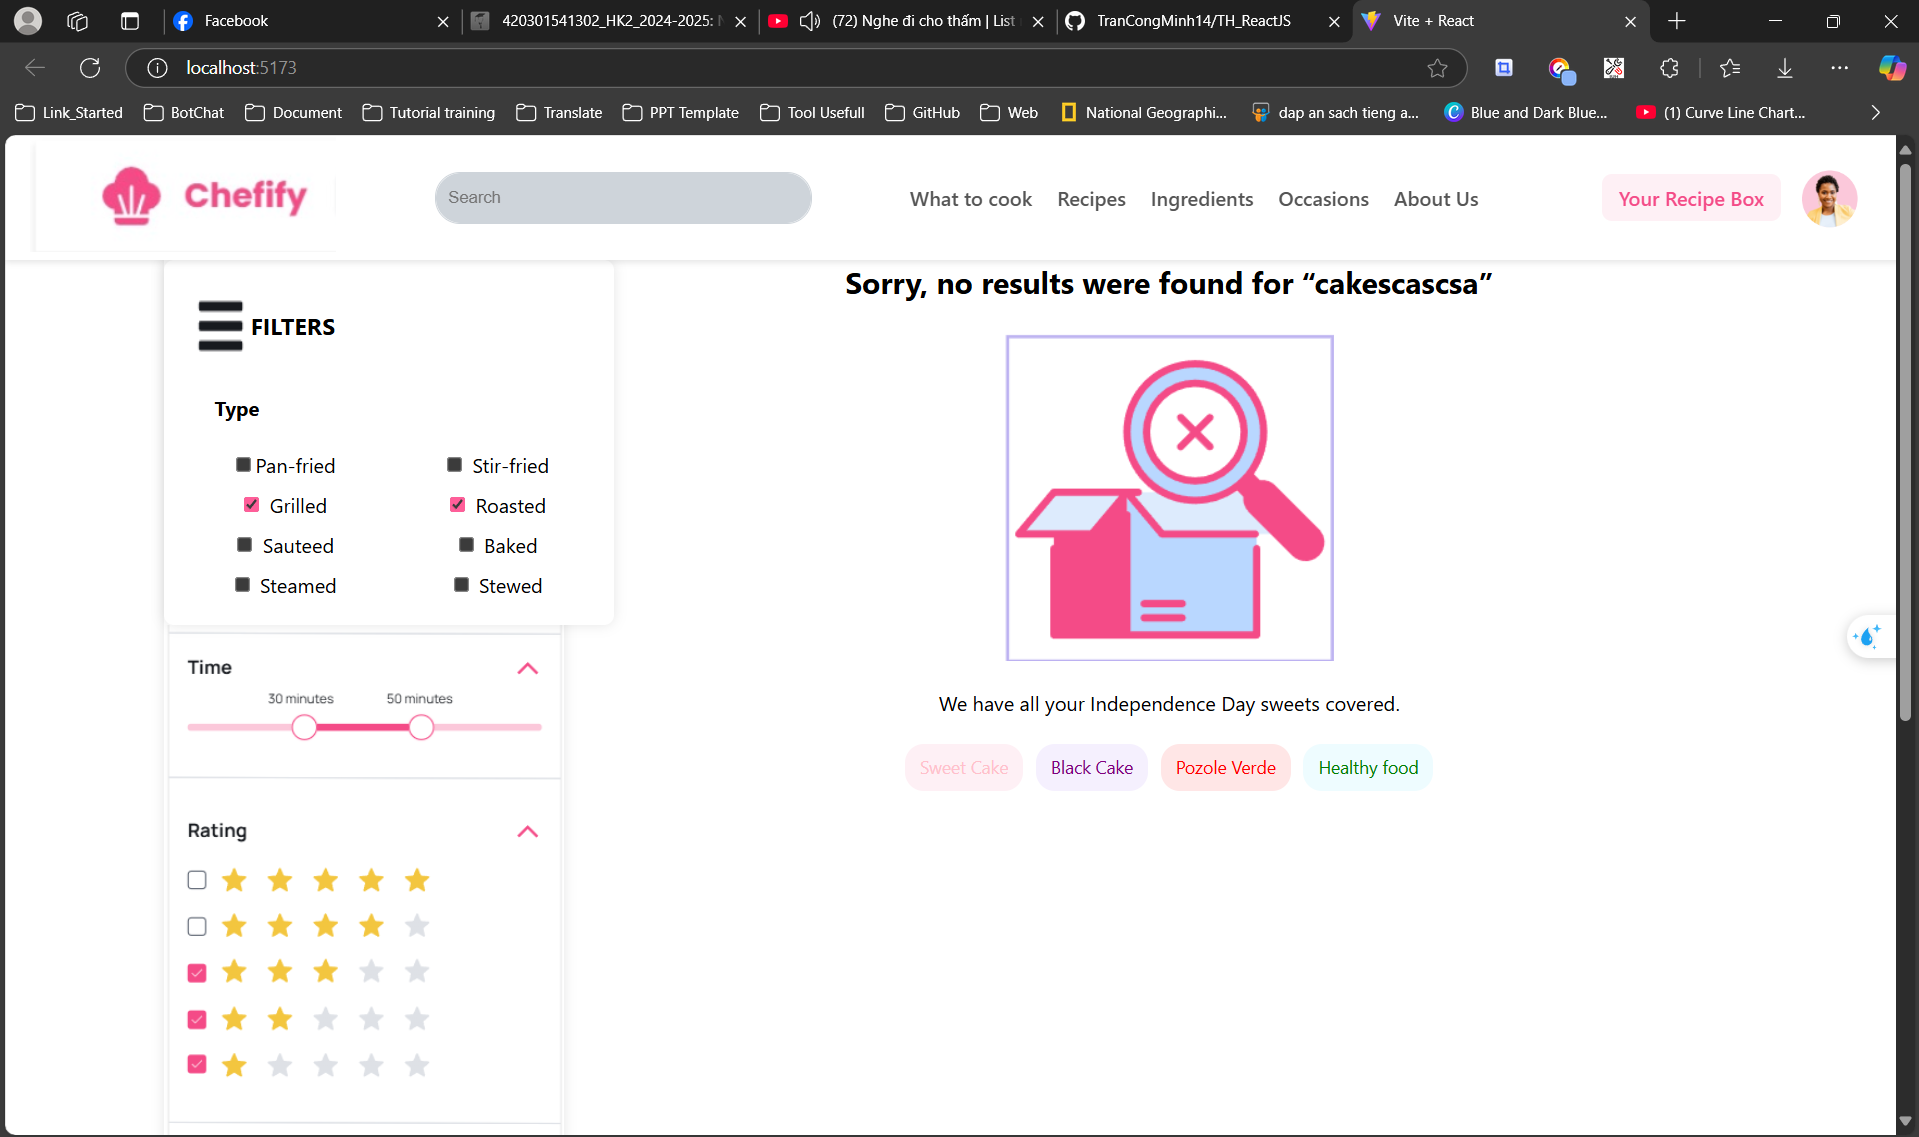 Facebook
420301541302_HK2_2024-2025:
(72) Nghe đi cho thấm | List
TranCongMinh14/TH_ReactJS
Vite + React
localhost:5173
Link_Started
BotChat
Document
Tutorial training
Translate
PPT Template
Tool Usefull
GitHub
Web
National Geographi...
dap an sach tieng a...
Blue and Dark Blue...
(1) Curve Line Chart...
Chefify
Search
What to cook
Recipes
Ingredients
Occasions
About Us
Your Recipe Box
FILTERS
Type
Pan-fried
Stir-fried
Grilled
Roasted
Sauteed
Baked
Steamed
Stewed
Time
30 minutes
50 minutes
Rating
Sorry, no results were found for “cakescascsa”
We have all your Independence Day sweets covered.
Sweet Cake
Black Cake
Pozole Verde
Healthy food